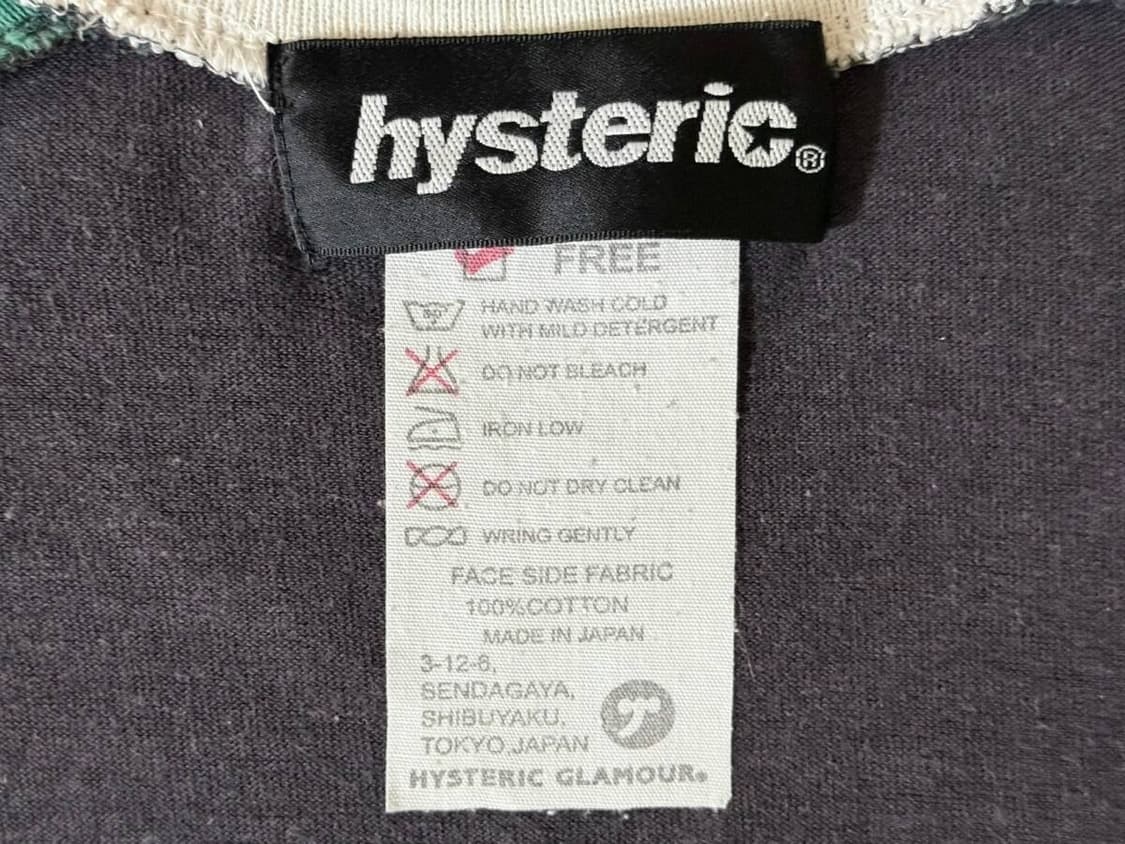 hysteric®
FREE
HAND WASH COLD
WITH MILD DETERGENT
DO NOT BLEACH
IRON LOW
DO NOT DRY CLEAN
WRING GENTLY
FACE SIDE FABRIC
100%COTTON
MADE IN JAPAN
3-12-6,
SENDAGAYA,
SHIBUYAKU,
TOKYO,JAPAN
HYSTERIC GLAMOUR®